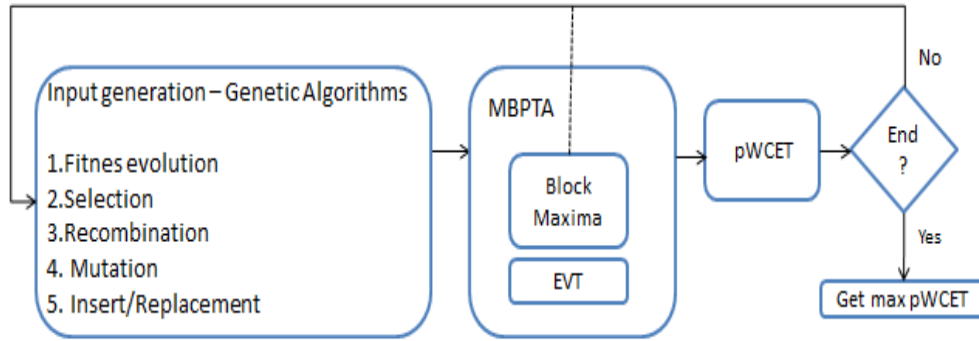 Input generation – Genetic Algorithms
1.Fitnes evolution
2.Selection
3.Recombination
4. Mutation
5. Insert/Replacement
MBPTA
Block
Maxima
EVT
pWCET
End
?
No
Yes
Get max pWCET